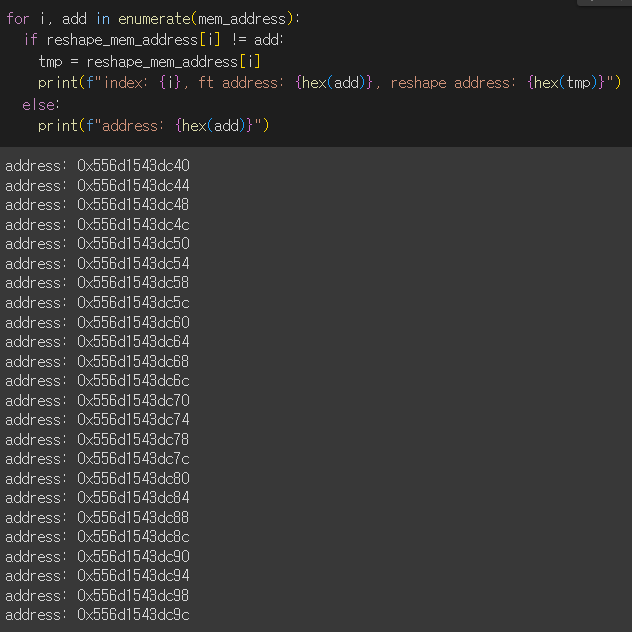 for i, add in enumerate(mem_address):
  if reshape_mem_address[i] != add:
    tmp = reshape_mem_address[i]
    print(f"index: {i}, ft address: {hex(add)}, reshape address: {hex(tmp)}")
  else:
    print(f"address: {hex(add)}")
address: 0x556d1543dc40
address: 0x556d1543dc44
address: 0x556d1543dc48
address: 0x556d1543dc4c
address: 0x556d1543dc50
address: 0x556d1543dc54
address: 0x556d1543dc58
address: 0x556d1543dc5c
address: 0x556d1543dc60
address: 0x556d1543dc64
address: 0x556d1543dc68
address: 0x556d1543dc6c
address: 0x556d1543dc70
address: 0x556d1543dc74
address: 0x556d1543dc78
address: 0x556d1543dc7c
address: 0x556d1543dc80
address: 0x556d1543dc84
address: 0x556d1543dc88
address: 0x556d1543dc8c
address: 0x556d1543dc90
address: 0x556d1543dc94
address: 0x556d1543dc98
address: 0x556d1543dc9c